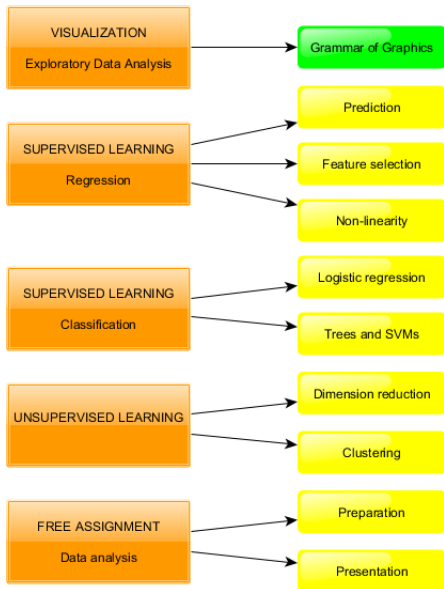 VISUALIZATION
Exploratory Data Analysis
Grammar of Graphics
SUPERVISED LEARNING
Regression
Prediction
Feature selection
Non-linearity
SUPERVISED LEARNING
Classification
Logistic regression
Trees and SVMs
UNSUPERVISED LEARNING
Dimension reduction
Clustering
FREE ASSIGNMENT
Data analysis
Preparation
Presentation